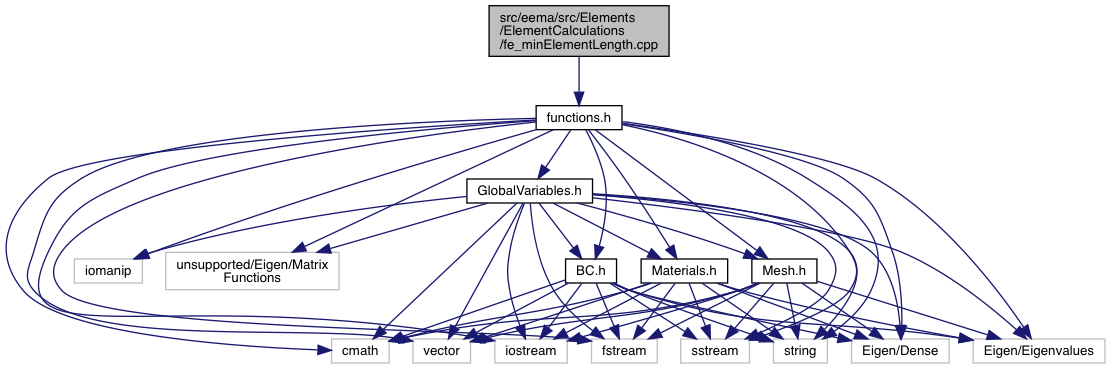 src/eema/src/Elements
/ElementCalculations
/fe_minElementLength.cpp
functions.h
GlobalVariables.h
iomanip
unsupported/Eigen/Matrix
Functions
BC.h
Materials.h
Mesh.h
cmath
vector
iostream
fstream
sstream
string
Eigen/Dense
Eigen/Eigenvalues